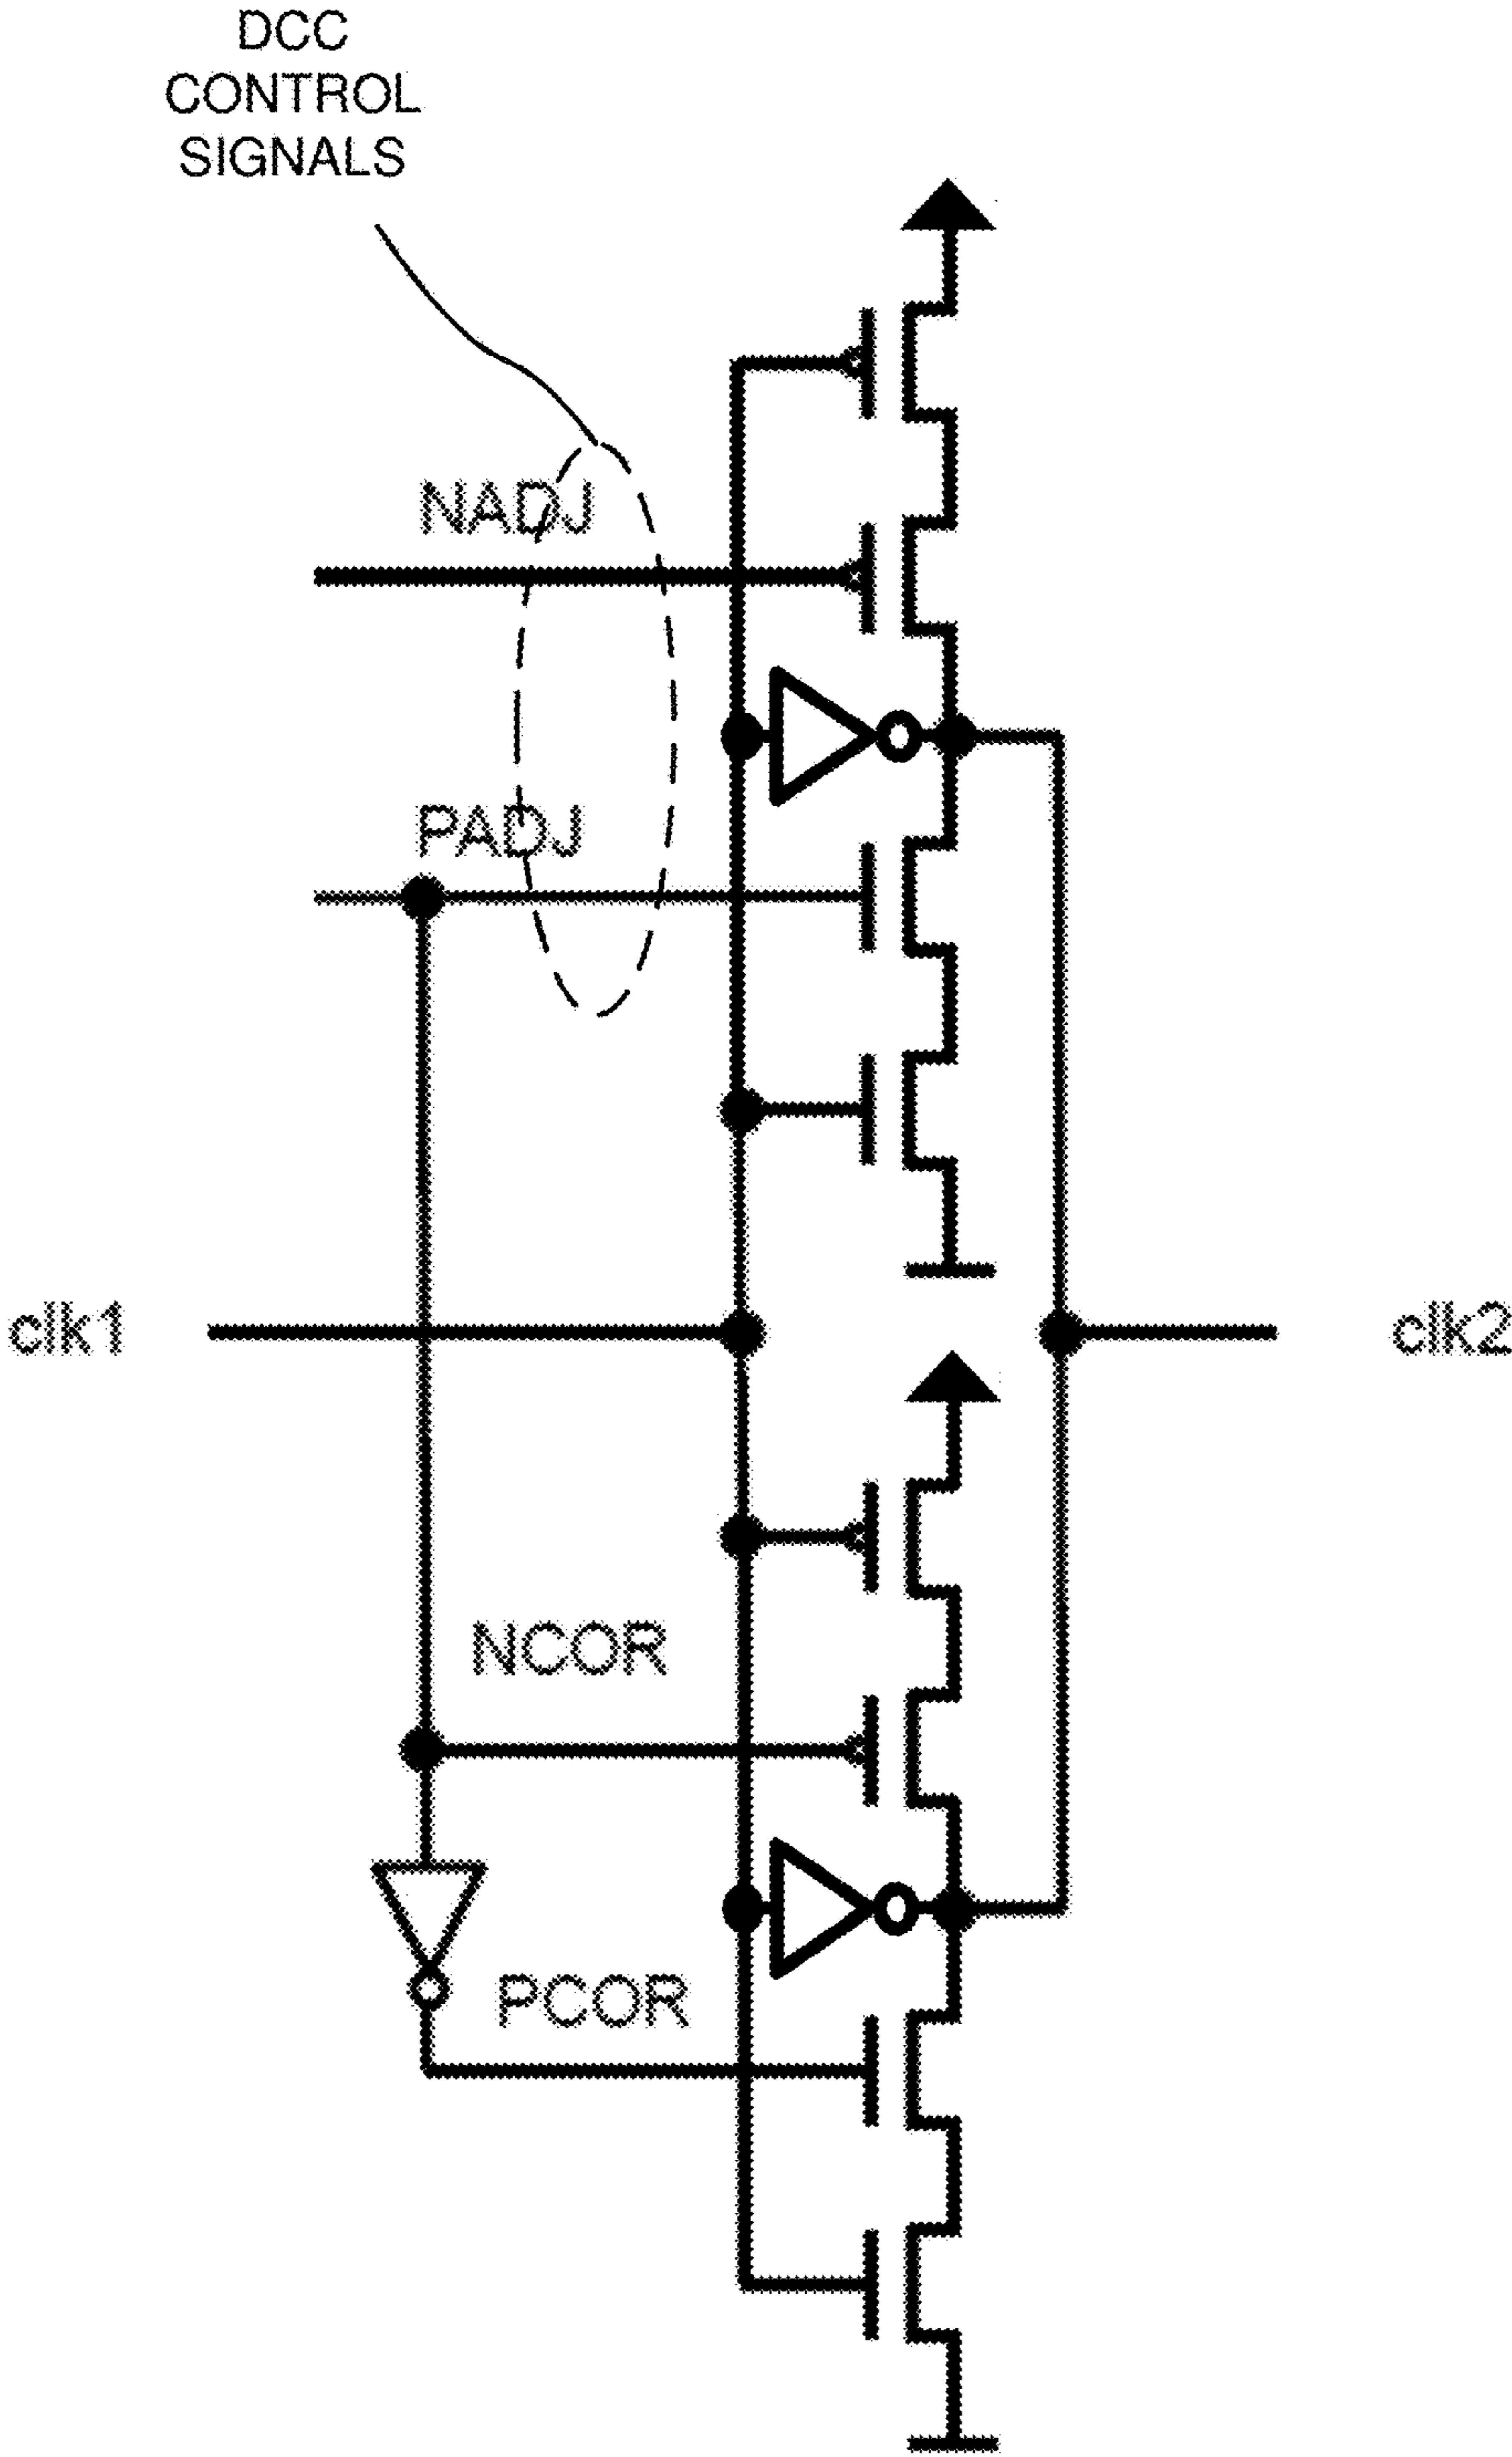 DCC
CONTROL
SIGNALS
NADJ
PADJ
clk1
clk2
NCOR
PCOR